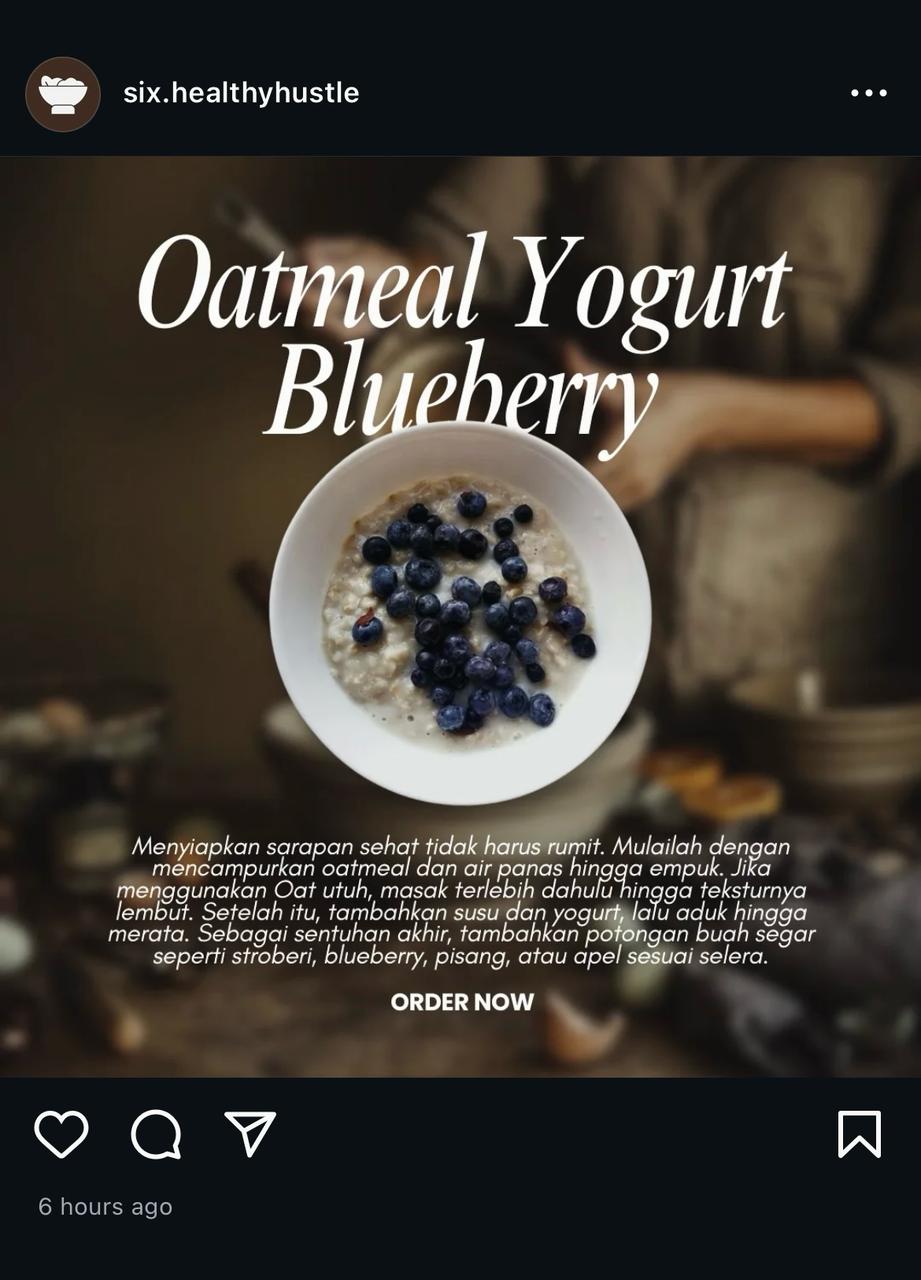 six.healthyhustle
Oatmeal Yogurt
Blueberry
Menyiapkan sarapan sehat tidak harus rumit. Mulailah dengan
mencampurkan oatmeal dan air panas hingga empuk. Jika
menggunakan Oat utuh, masak terlebih dahulu hingga teksturnya
lembut. Setelah itu, tambahkan susu dan yogurt, lalu aduk hingga
merata. Sebagai sentuhan akhir, tambahkan potongan buah segar
seperti stroberi, blueberry, pisang, atau apel sesuai selera.
ORDER NOW
6 hours ago